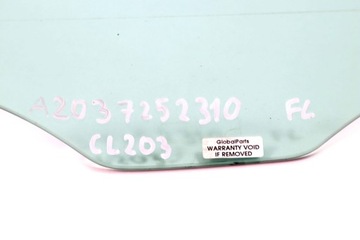 A2037252310 FL
CL203
GlobalParts
WARRANTY VOID
IF REMOVED